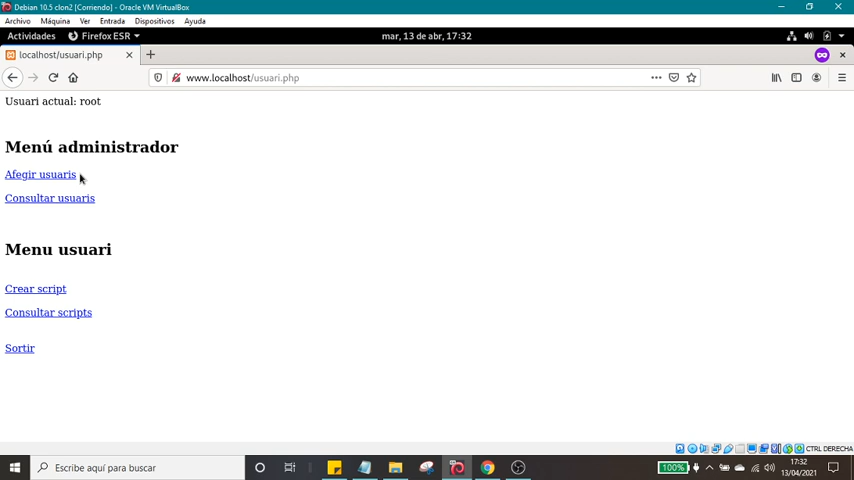 Debian 10.5 clon2 [Corriendo] - Oracle VM VirtualBox
Archivo Máquina Ver Entrada Dispositivos Ayuda
Actividades Firefox ESR mar, 13 de abr, 17:32
localhost/usuari.php
www.localhost/usuari.php
Usuari actual: root
Menú administrador
Afegir usuaris
Consultar usuaris
Menu usuari
Crear script
Consultar scripts
Sortir
CTRL DERECHA
Escribe aquí para buscar
100%
17:32
13/04/2021